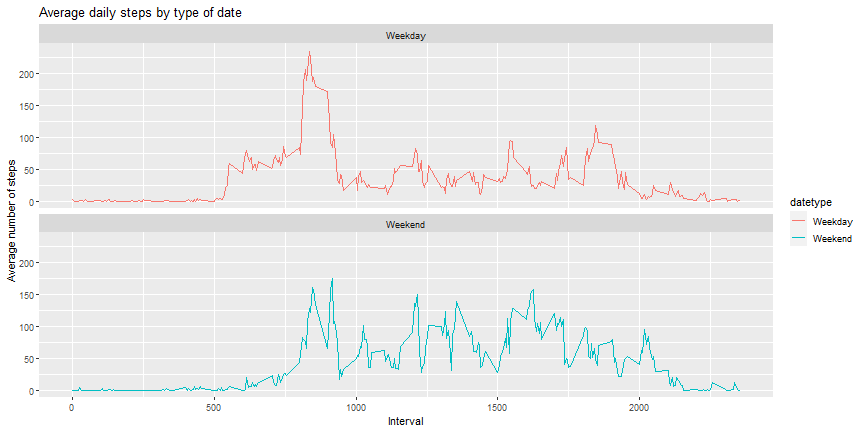 Average daily steps by type of date
Weekday
200
150
100
50
0
Weekend
200
150
100
50
0
Average number of steps
0
500
1000
1500
2000
Interval
datetype
Weekday
Weekend